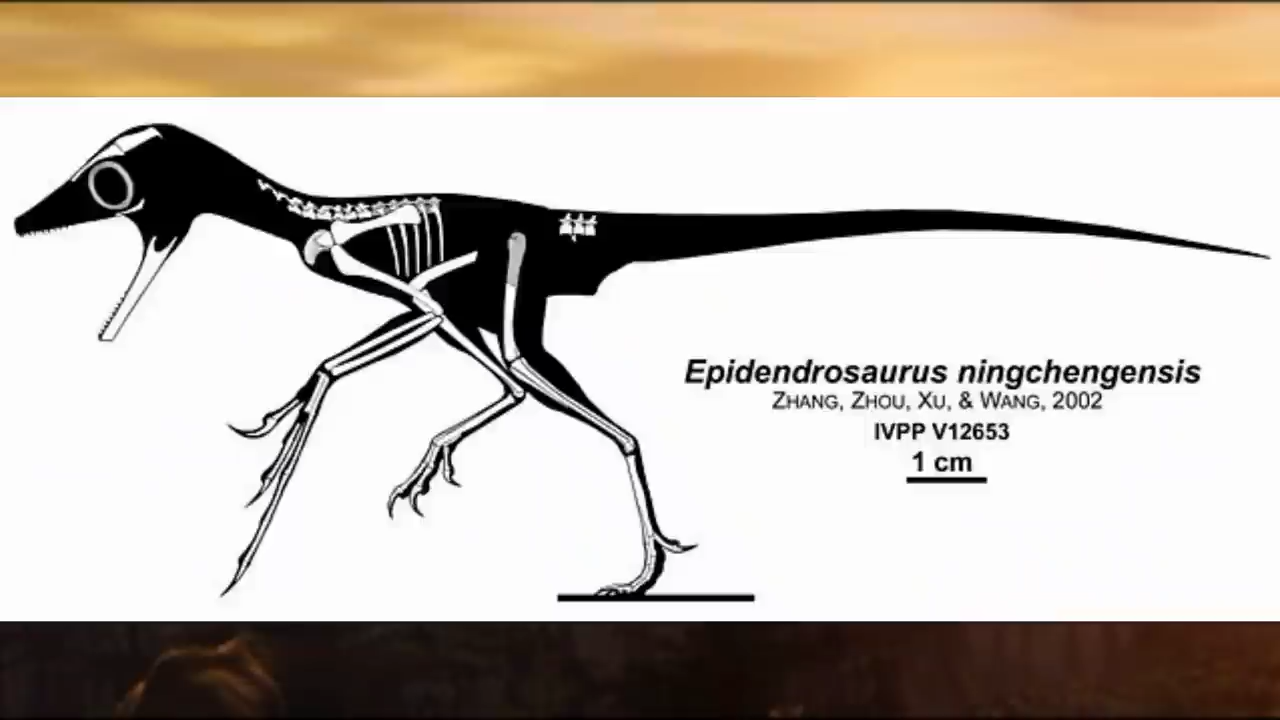 Epidendrosaurus ningchengensis
ZHANG, ZHOU, XU, & WANG, 2002
IVPP V12653
1 cm